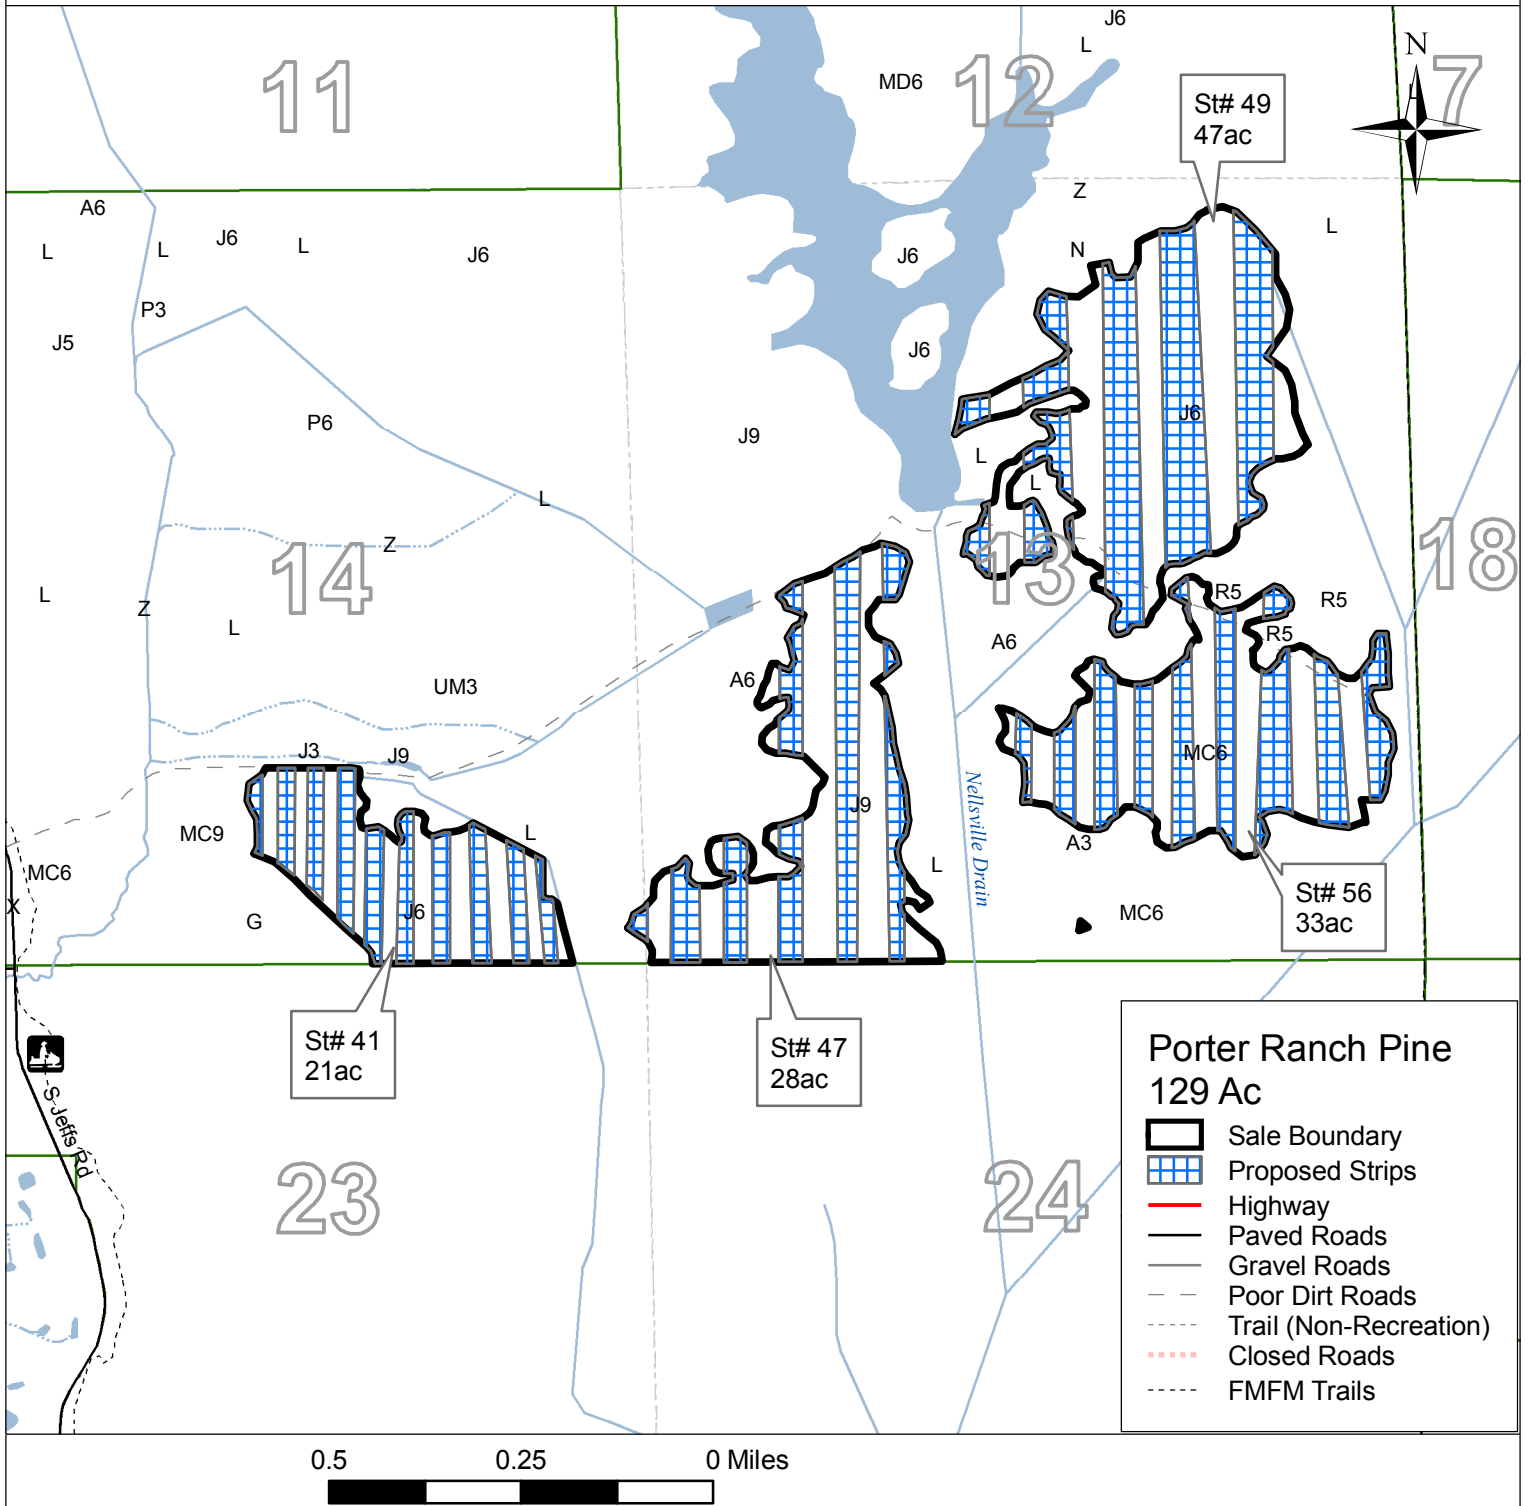 J6
L
N
11
MD6
12
7
L
St# 49
47ac
Z
A6
L
L
J6
L
J6
J6
N
L
P3
J5
J6
P6
J9
J6
L
L
L
Z
14
13
18
L
Z
L
R5
R5
R5
A6
A6
UM3
J3
J9
MC6
J9
Nellsville Drain
MC9
L
A3
L
MC6
X
G
J6
MC6
St# 56
33ac
St# 41
21ac
St# 47
28ac
S Jeffs Rd
23
24
Porter Ranch Pine
129 Ac
Sale Boundary
Proposed Strips
Highway
Paved Roads
Gravel Roads
Poor Dirt Roads
Trail (Non-Recreation)
Closed Roads
FMFM Trails
0.5 0.25 0 Miles